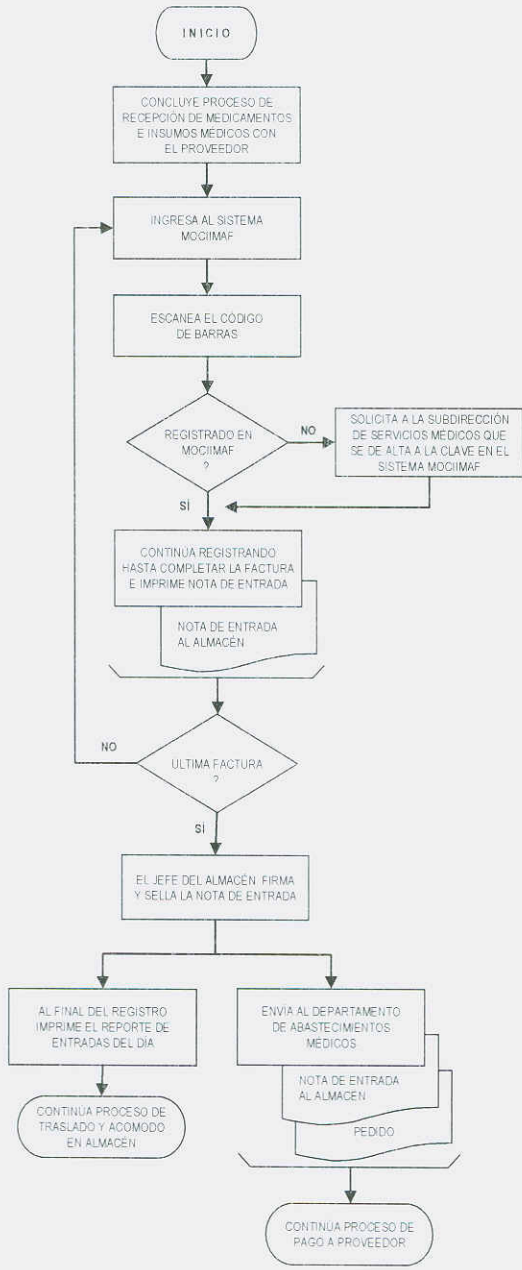 INICIO
CONCLUYE PROCESO DE
RECEPCIÓN DE MEDICAMENTOS
E INSUMOS MÉDICOS CON
EL PROVEEDOR
INGRESA AL SISTEMA
MOCIIMAF
ESCANEA EL CÓDIGO
DE BARRAS
REGISTRADO EN
MOCIIMAF
?
NO
SOLICITA A LA SUBDIRECCIÓN
DE SERVICIOS MÉDICOS QUE
SE DE ALTA A LA CLAVE EN EL
SISTEMA MOCIIMAF
SÍ
CONTINÚA REGISTRANDO
HASTA COMPLETAR LA FACTURA
E IMPRIME NOTA DE ENTRADA
NOTA DE ENTRADA
AL ALMACÉN
NO
ULTIMA FACTURA
?
SÍ
EL JEFE DEL ALMACÉN FIRMA
Y SELLA LA NOTA DE ENTRADA
AL FINAL DEL REGISTRO
IMPRIME EL REPORTE DE
ENTRADAS DEL DÍA
CONTINÚA PROCESO DE
TRASLADO Y ACOMODO
EN ALMACÉN
ENVÍA AL DEPARTAMENTO
DE ABASTECIMIENTOS
MÉDICOS
NOTA DE ENTRADA
AL ALMACÉN
PEDIDO
CONTINÚA PROCESO DE
PAGO A PROVEEDOR